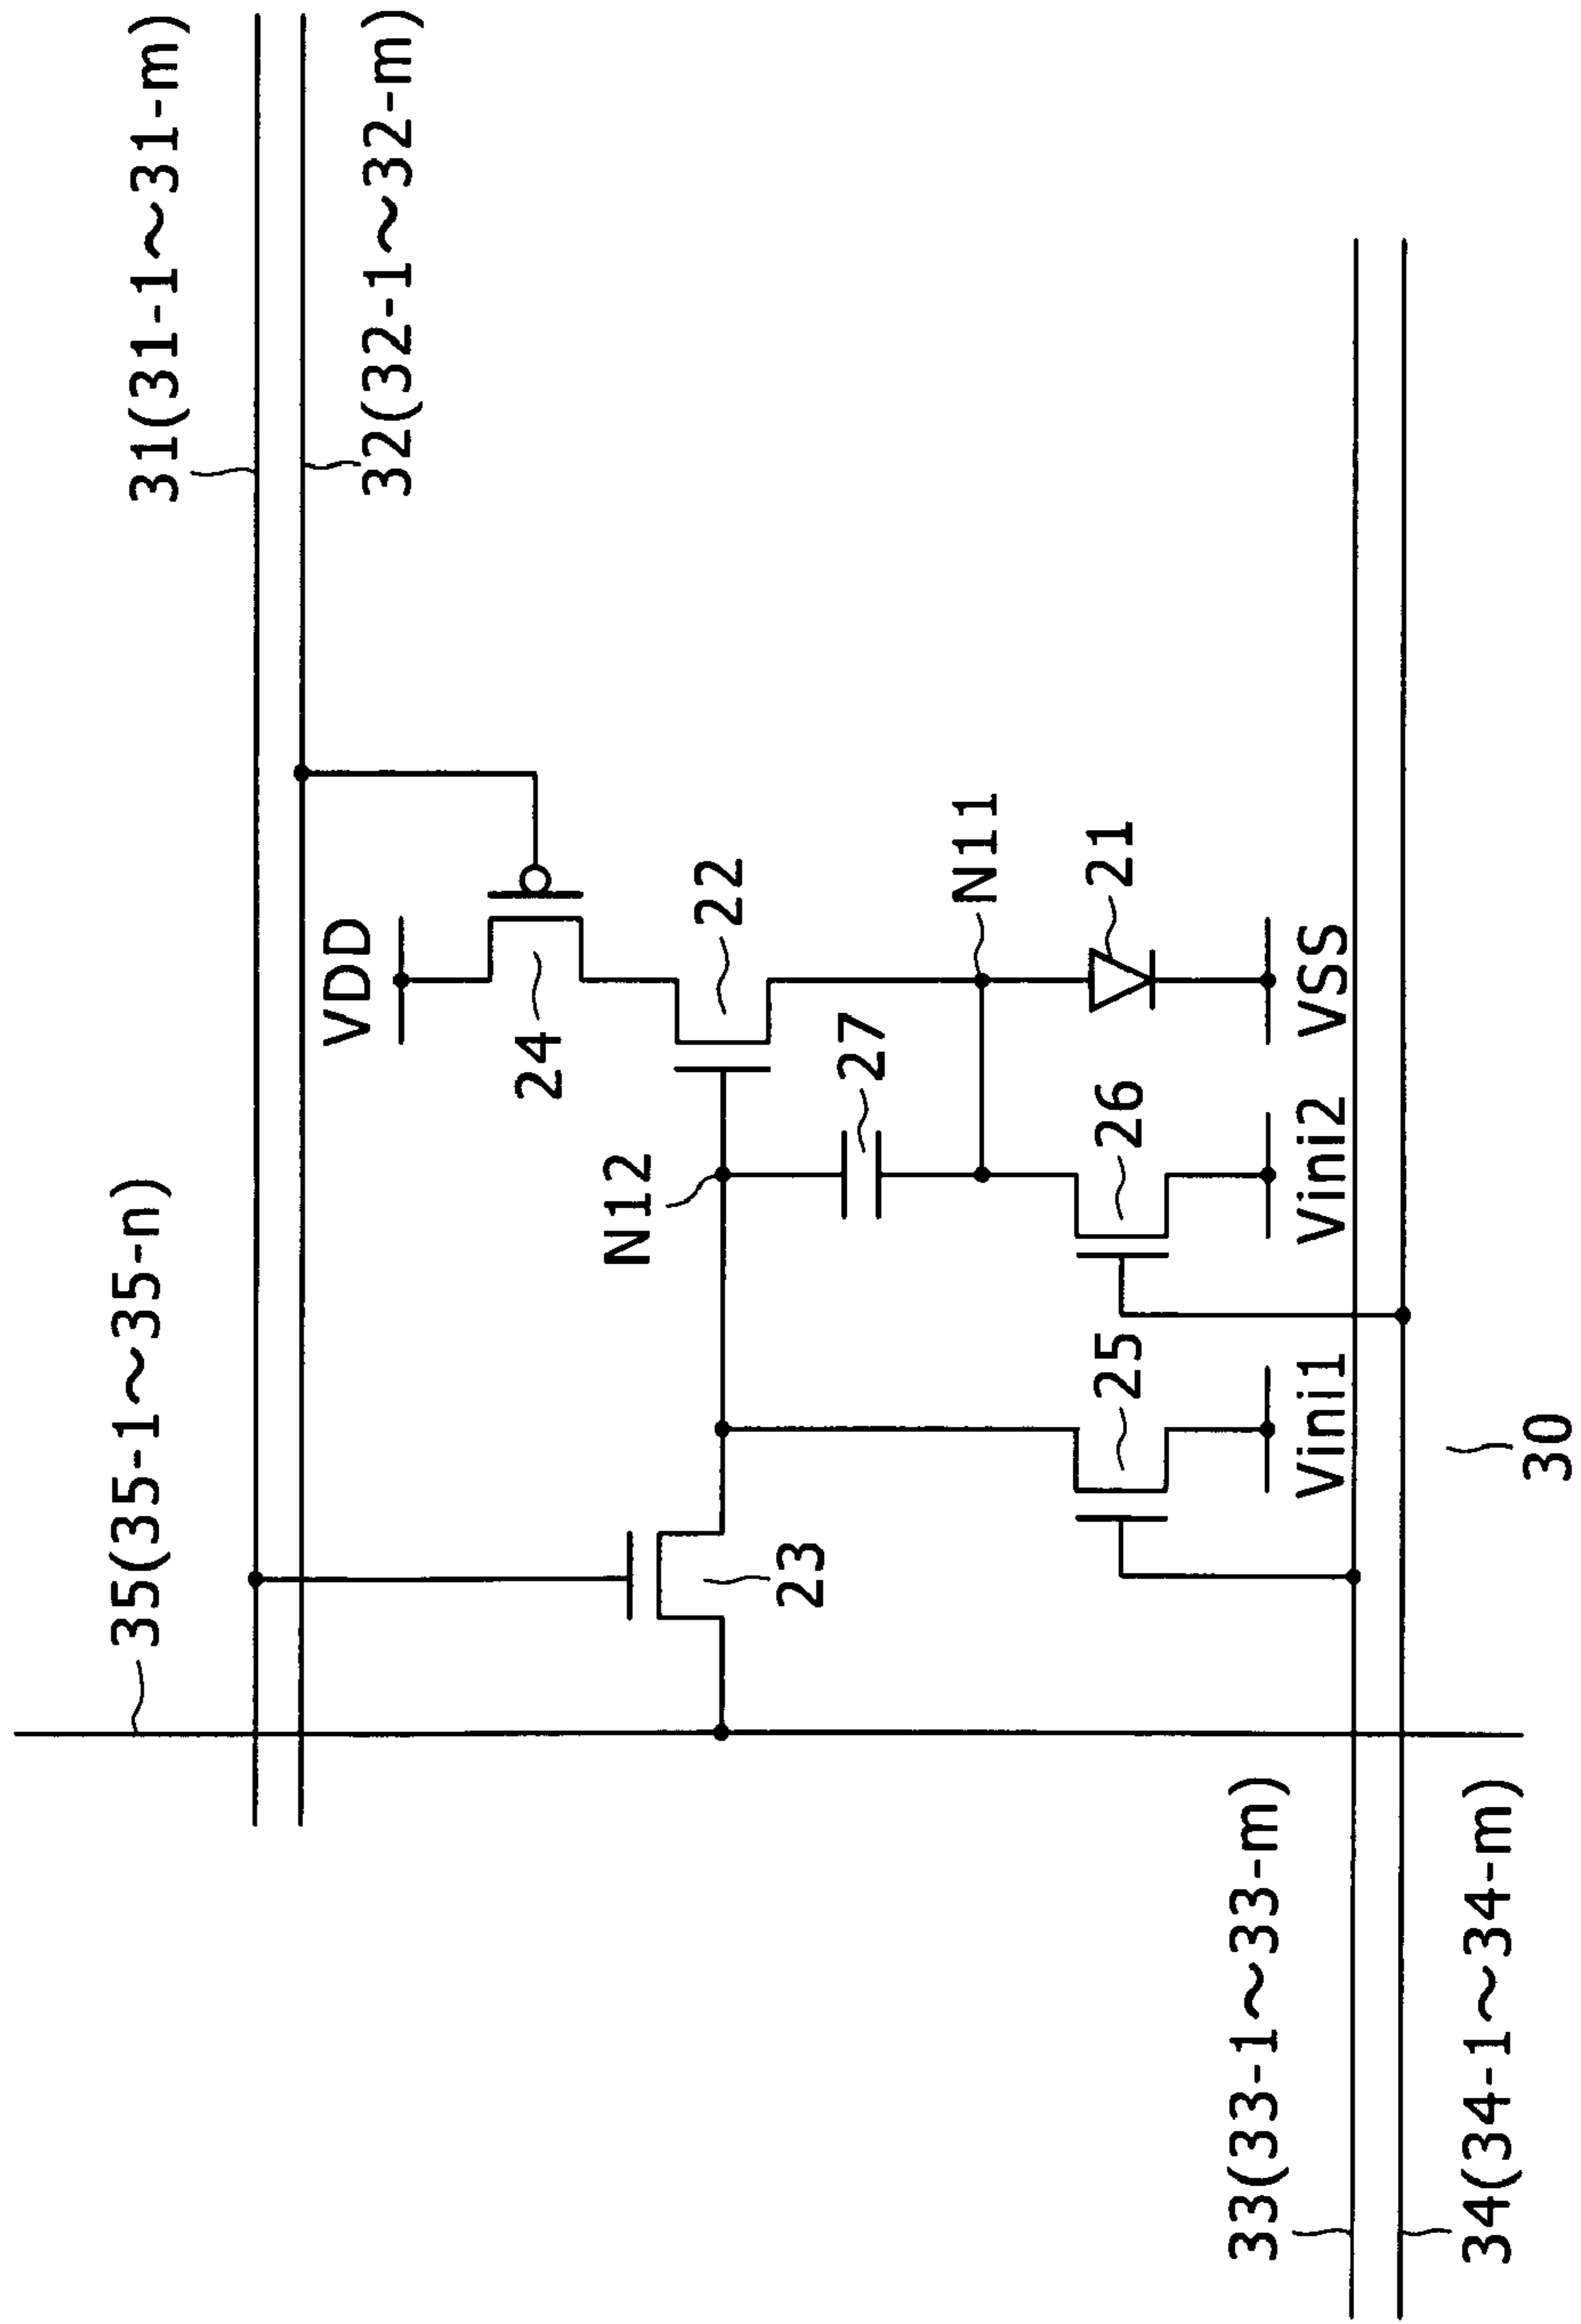 35(35-1~35-n)
31(31-1~31-m)
32(32-1~32-m)
VDD
24
22
N12
23
27
N11
25
26
21
Vini1
Vini2
VSS
33(33-1~33-m)
34(34-1~34-m)
30